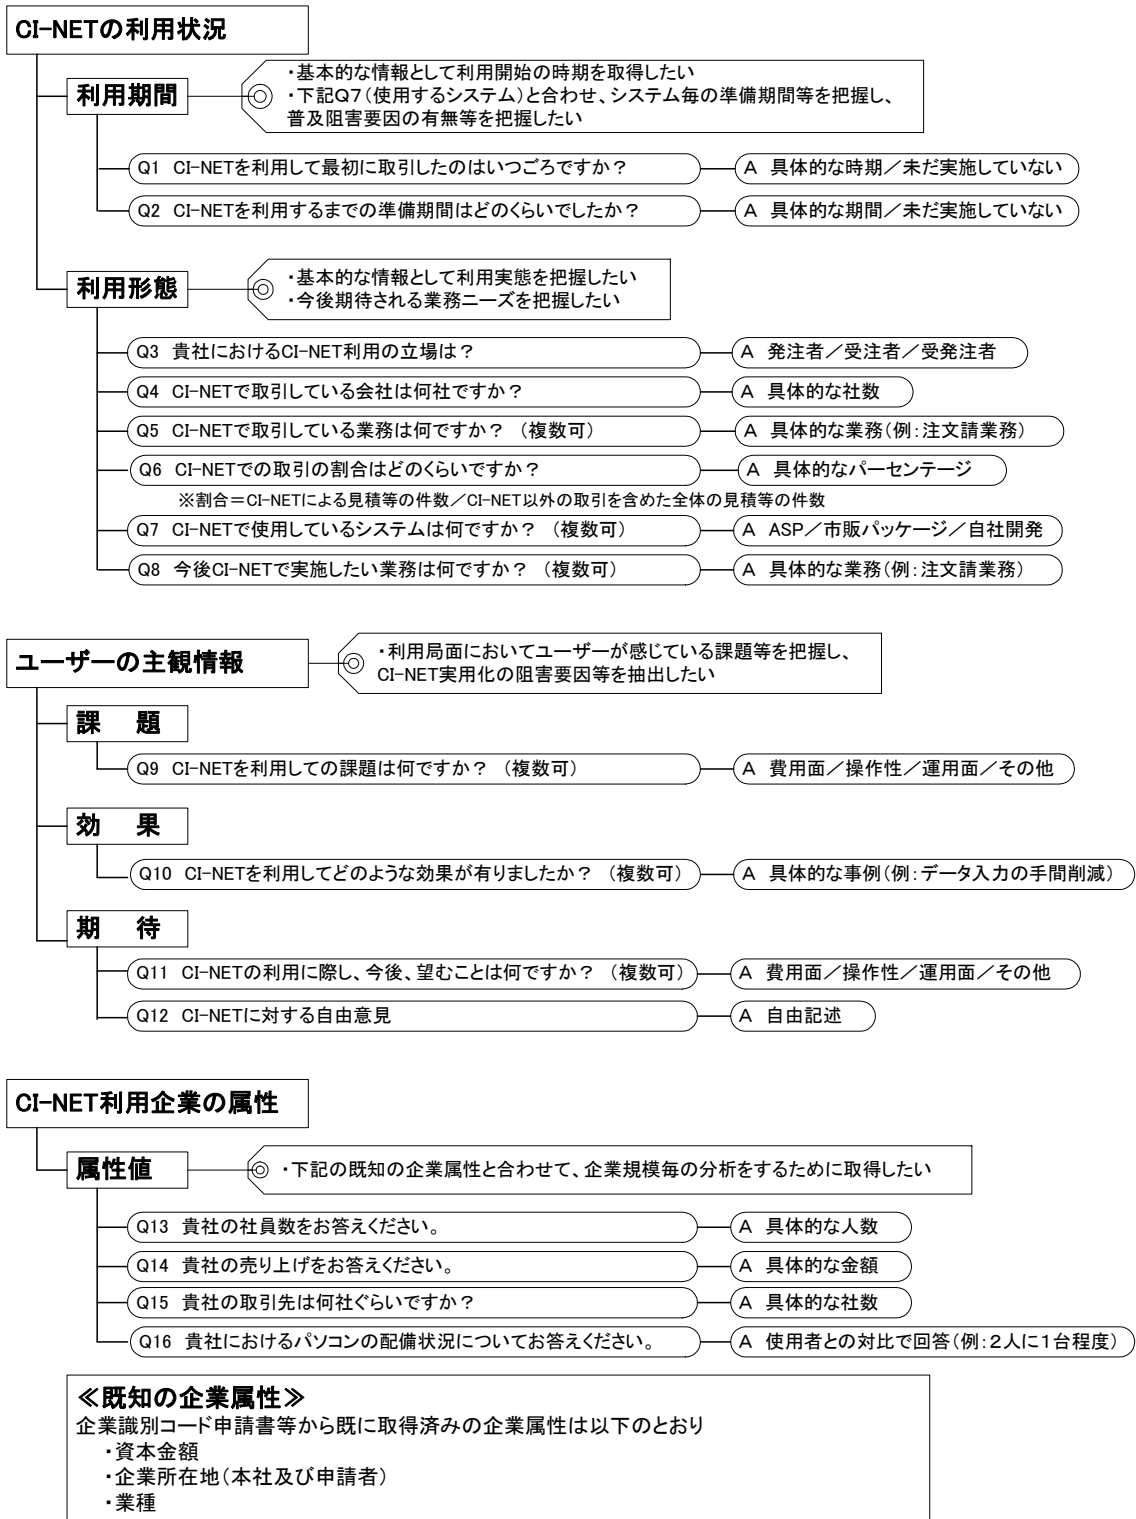 CI-NETの利用状況
利用期間
・基本的な情報として利用開始の時期を取得したい
・下記Q7(使用するシステム)と合わせ、システム毎の準備期間等を把握し、
普及阻害要因の有無等を把握したい
Q1 CI-NETを利用して最初に取引したのはいつごろですか？
A 具体的な時期／未だ実施していない
Q2 CI-NETを利用するまでの準備期間はどのくらいでしたか？
A 具体的な期間／未だ実施していない
利用形態
・基本的な情報として利用実態を把握したい
・今後期待される業務ニーズを把握したい
Q3 貴社におけるCI-NET利用の立場は？
A 発注者／受注者／受発注者
Q4 CI-NETで取引している会社は何社ですか？
A 具体的な社数
Q5 CI-NETで取引している業務は何ですか？（複数可）
A 具体的な業務(例：注文請業務)
Q6 CI-NETでの取引の割合はどのくらいですか？
A 具体的なパーセンテージ
※割合＝CI-NETによる見積等の件数／CI-NET以外の取引を含めた全体の見積等の件数
Q7 CI-NETで使用しているシステムは何ですか？（複数可）
A ASP／市販パッケージ／自社開発
Q8 今後CI-NETで実施したい業務は何ですか？（複数可）
A 具体的な業務(例：注文請業務)
ユーザーの主観情報
・利用局面においてユーザーが感じている課題等を把握し、
CI-NET実用化の阻害要因等を抽出したい
課 題
Q9 CI-NETを利用しての課題は何ですか？（複数可）
A 費用面／操作性／運用面／その他
効 果
Q10 CI-NETを利用してどのような効果が有りましたか？（複数可）
A 具体的な事例(例：データ入力の手間削減)
期 待
Q11 CI-NETの利用に際し、今後、望むことは何ですか？（複数可）
A 費用面／操作性／運用面／その他
Q12 CI-NETに対する自由意見
A 自由記述
CI-NET利用企業の属性
属性値
・下記の既知の企業属性と合わせて、企業規模毎の分析をするために取得したい
Q13 貴社の社員数をお答えください。
A 具体的な人数
Q14 貴社の売り上げをお答えください。
A 具体的な金額
Q15 貴社の取引先は何社ぐらいですか？
A 具体的な社数
Q16 貴社におけるパソコンの配備状況についてお答えください。
A 使用者との対比で回答(例：2人に1台程度)
≪既知の企業属性≫
企業識別コード申請書等から既に取得済みの企業属性は以下のとおり
・資本金額
・企業所在地(本社及び申請者)
・業種